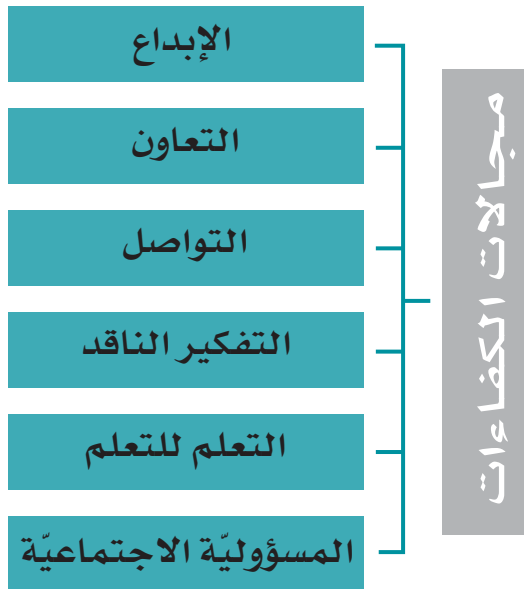 مجالات الكفاءات
الإبداع
التعاون
التواصل
التفكير الناقد
التعلم للتعلم
المسؤوليّة الاجتماعيّة